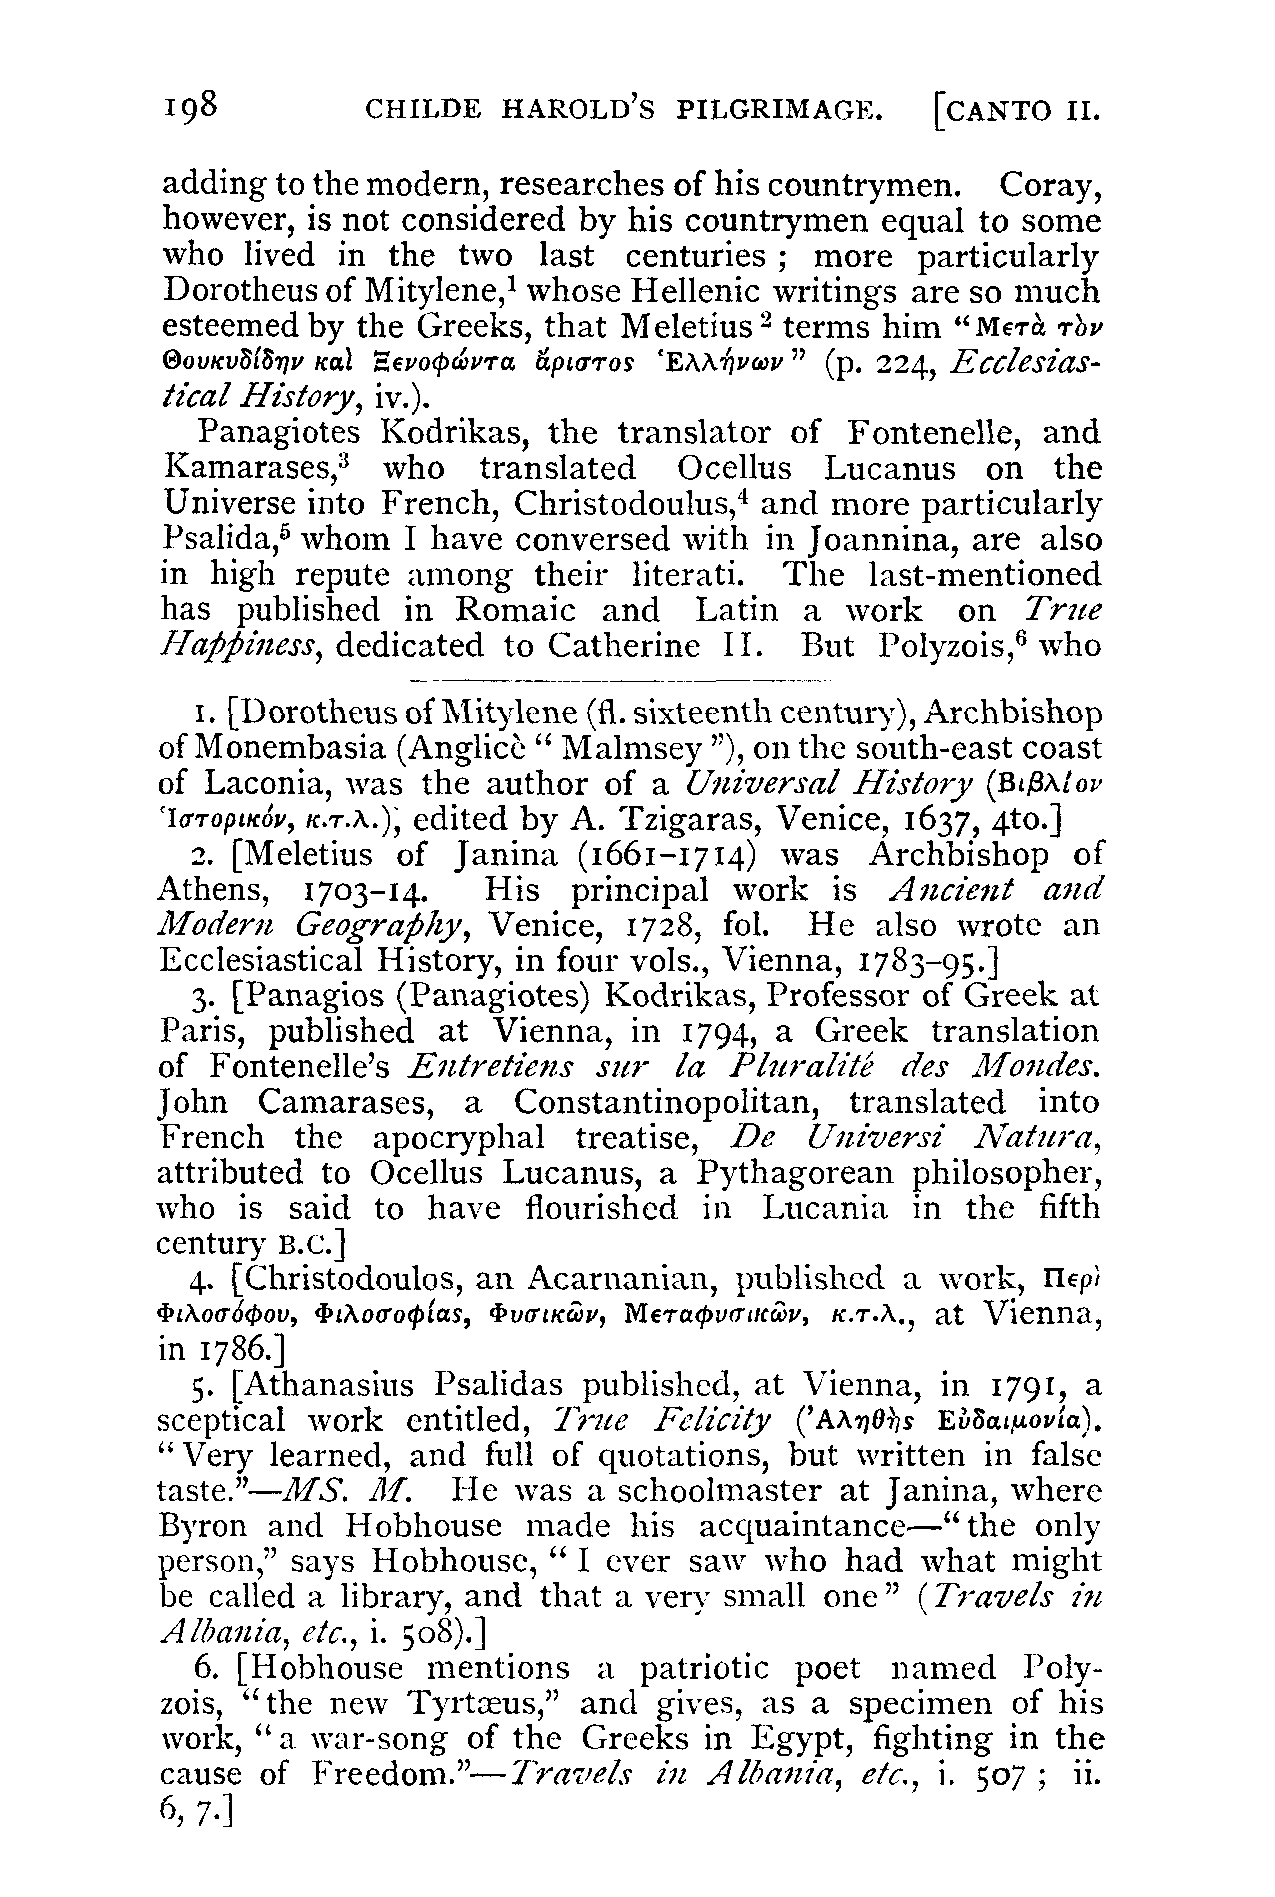 198 CHILDE HAROLD'S PILGRIMAGE. [CANTO II.
adding to the modern, researches of his countrymen. Coray,
however, is not considered by his countrymen equal to some
who lived in the two last centuries ; more particularly
Dorotheus of Mitylene,¹ whose Hellenic writings are so much
esteemed by the Greeks, that Meletius ² terms him “Μετὰ τὸν
Θουκυδίδην καὶ Ξενοφώντα ἄριστος Ἑλλήνων” (p. 224, Ecclesias-
tical History, iv.).
Panagiotes Kodrikas, the translator of Fontenelle, and
Kamarases,³ who translated Ocellus Lucanus on the
Universe into French, Christodoulus,⁴ and more particularly
Psalida,⁵ whom I have conversed with in Joannina, are also
in high repute among their literati. The last-mentioned
has published in Romaic and Latin a work on True
Happiness, dedicated to Catherine II. But Polyzois,⁶ who
1. [Dorotheus of Mitylene (fl. sixteenth century), Archbishop
of Monembasia (Anglicè “ Malmsey ”), on the south-east coast
of Laconia, was the author of a Universal History (Βιβλίον
Ἱστορικόν, κ.τ.λ.), edited by A. Tzigaras, Venice, 1637, 4to.]
2. [Meletius of Janina (1661–1714) was Archbishop of
Athens, 1703–14. His principal work is Ancient and
Modern Geography, Venice, 1728, fol. He also wrote an
Ecclesiastical History, in four vols., Vienna, 1783–95.]
3. [Panagios (Panagiotes) Kodrikas, Professor of Greek at
Paris, published at Vienna, in 1794, a Greek translation
of Fontenelle's Entretiens sur la Pluralité des Mondes.
John Camarases, a Constantinopolitan, translated into
French the apocryphal treatise, De Universi Natura,
attributed to Ocellus Lucanus, a Pythagorean philosopher,
who is said to have flourished in Lucania in the fifth
century B.C.]
4. [Christodoulos, an Acarnanian, published a work, Περὶ
Φιλοσόφου, Φιλοσοφίας, Φυσικῶν, Μεταφυσικῶν, κ.τ.λ., at Vienna,
in 1786.]
5. [Athanasius Psalidas published, at Vienna, in 1791, a
sceptical work entitled, True Felicity (Ἀληθὴς Εὐδαιμονία).
“Very learned, and full of quotations, but written in false
taste.”—MS. M. He was a schoolmaster at Janina, where
Byron and Hobhouse made his acquaintance—“the only
person,” says Hobhouse, “ I ever saw who had what might
be called a library, and that a very small one” (Travels in
Albania, etc., i. 508).]
6. [Hobhouse mentions a patriotic poet named Poly-
zois, “the new Tyrtæus,” and gives, as a specimen of his
work, “a war-song of the Greeks in Egypt, fighting in the
cause of Freedom.”—Travels in Albania, etc., i. 507 ; ii.
6, 7.]